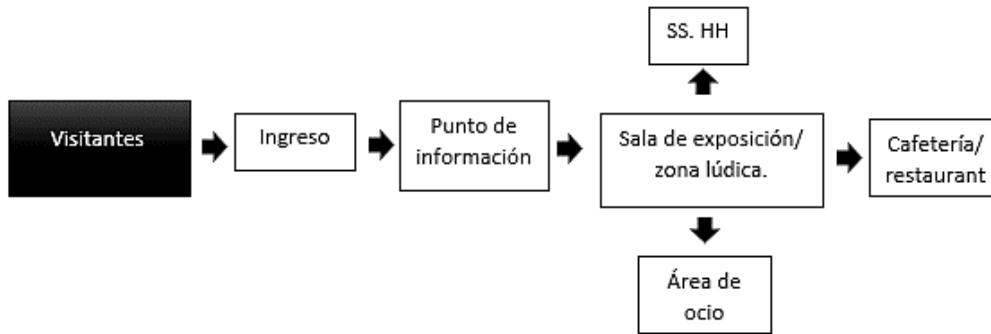 SS. HH
Visitantes
Ingreso
Punto de
información
Sala de exposición/
zona lúdica.
Cafetería/
restaurant
Área de
ocio